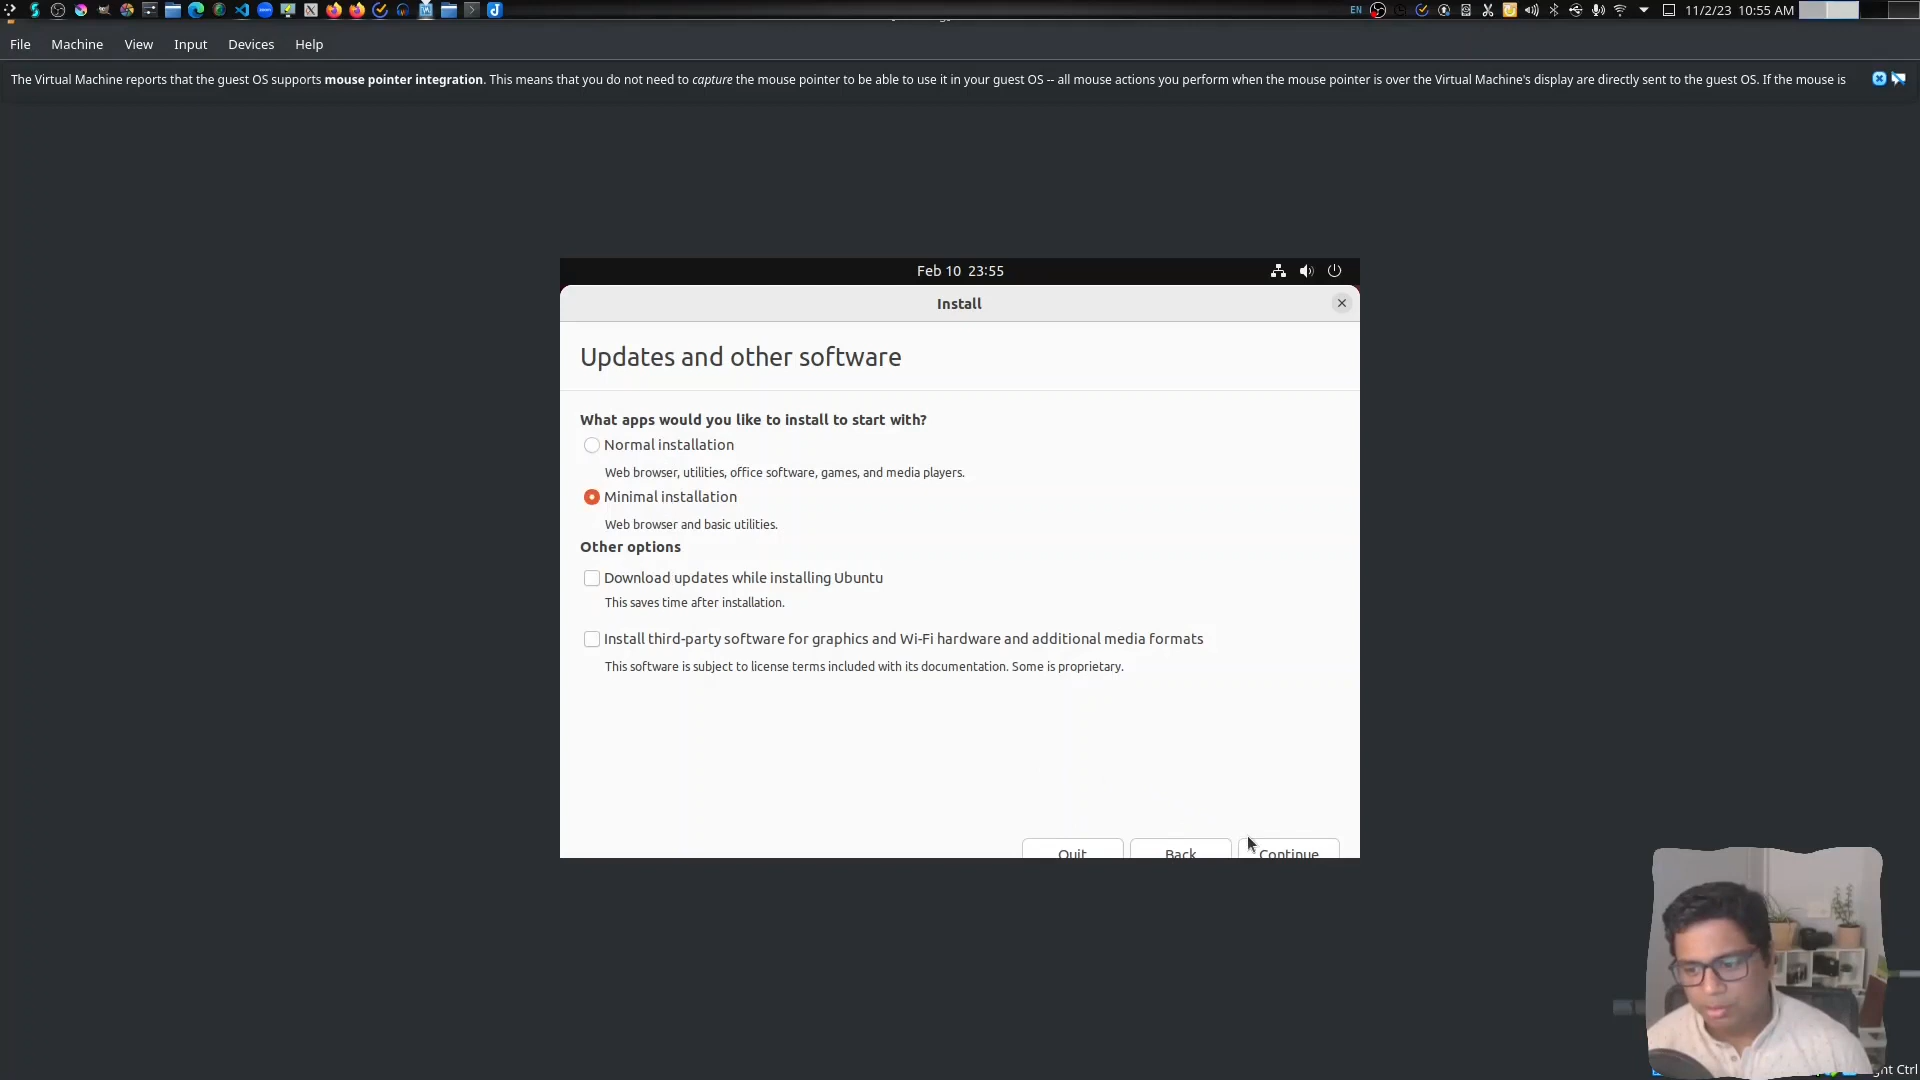 EN
11/2/23 10:55 AM
File Machine View Input Devices Help
The Virtual Machine reports that the guest OS supports mouse pointer integration. This means that you do not need to capture the mouse pointer to be able to use it in your guest OS -- all mouse actions you perform when the mouse pointer is over the Virtual Machine's display are directly sent to the guest OS. If the mouse is
Feb 10 23:55
Install
Updates and other software
What apps would you like to install to start with?
Normal installation
Web browser, utilities, office software, games, and media players.
Minimal installation
Web browser and basic utilities.
Other options
Download updates while installing Ubuntu
This saves time after installation.
Install third-party software for graphics and Wi-Fi hardware and additional media formats
This software is subject to license terms included with its documentation. Some is proprietary.
Quit Back Continue
Ctrl